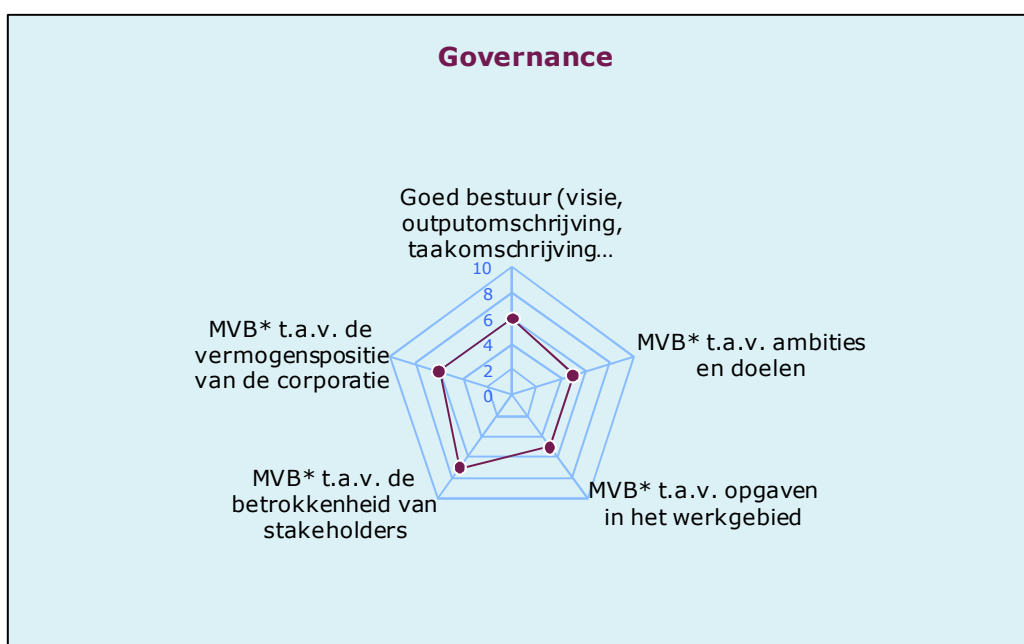 Governance
Goed bestuur (visie,
outputomschrijving,
taakomschrijving...
10
8
6
4
2
0
MVB* t.a.v. ambities
en doelen
MVB* t.a.v. opgaven
in het werkgebied
MVB* t.a.v. de
betrokkenheid van
stakeholders
MVB* t.a.v. de
vermogenspositie
van de corporatie